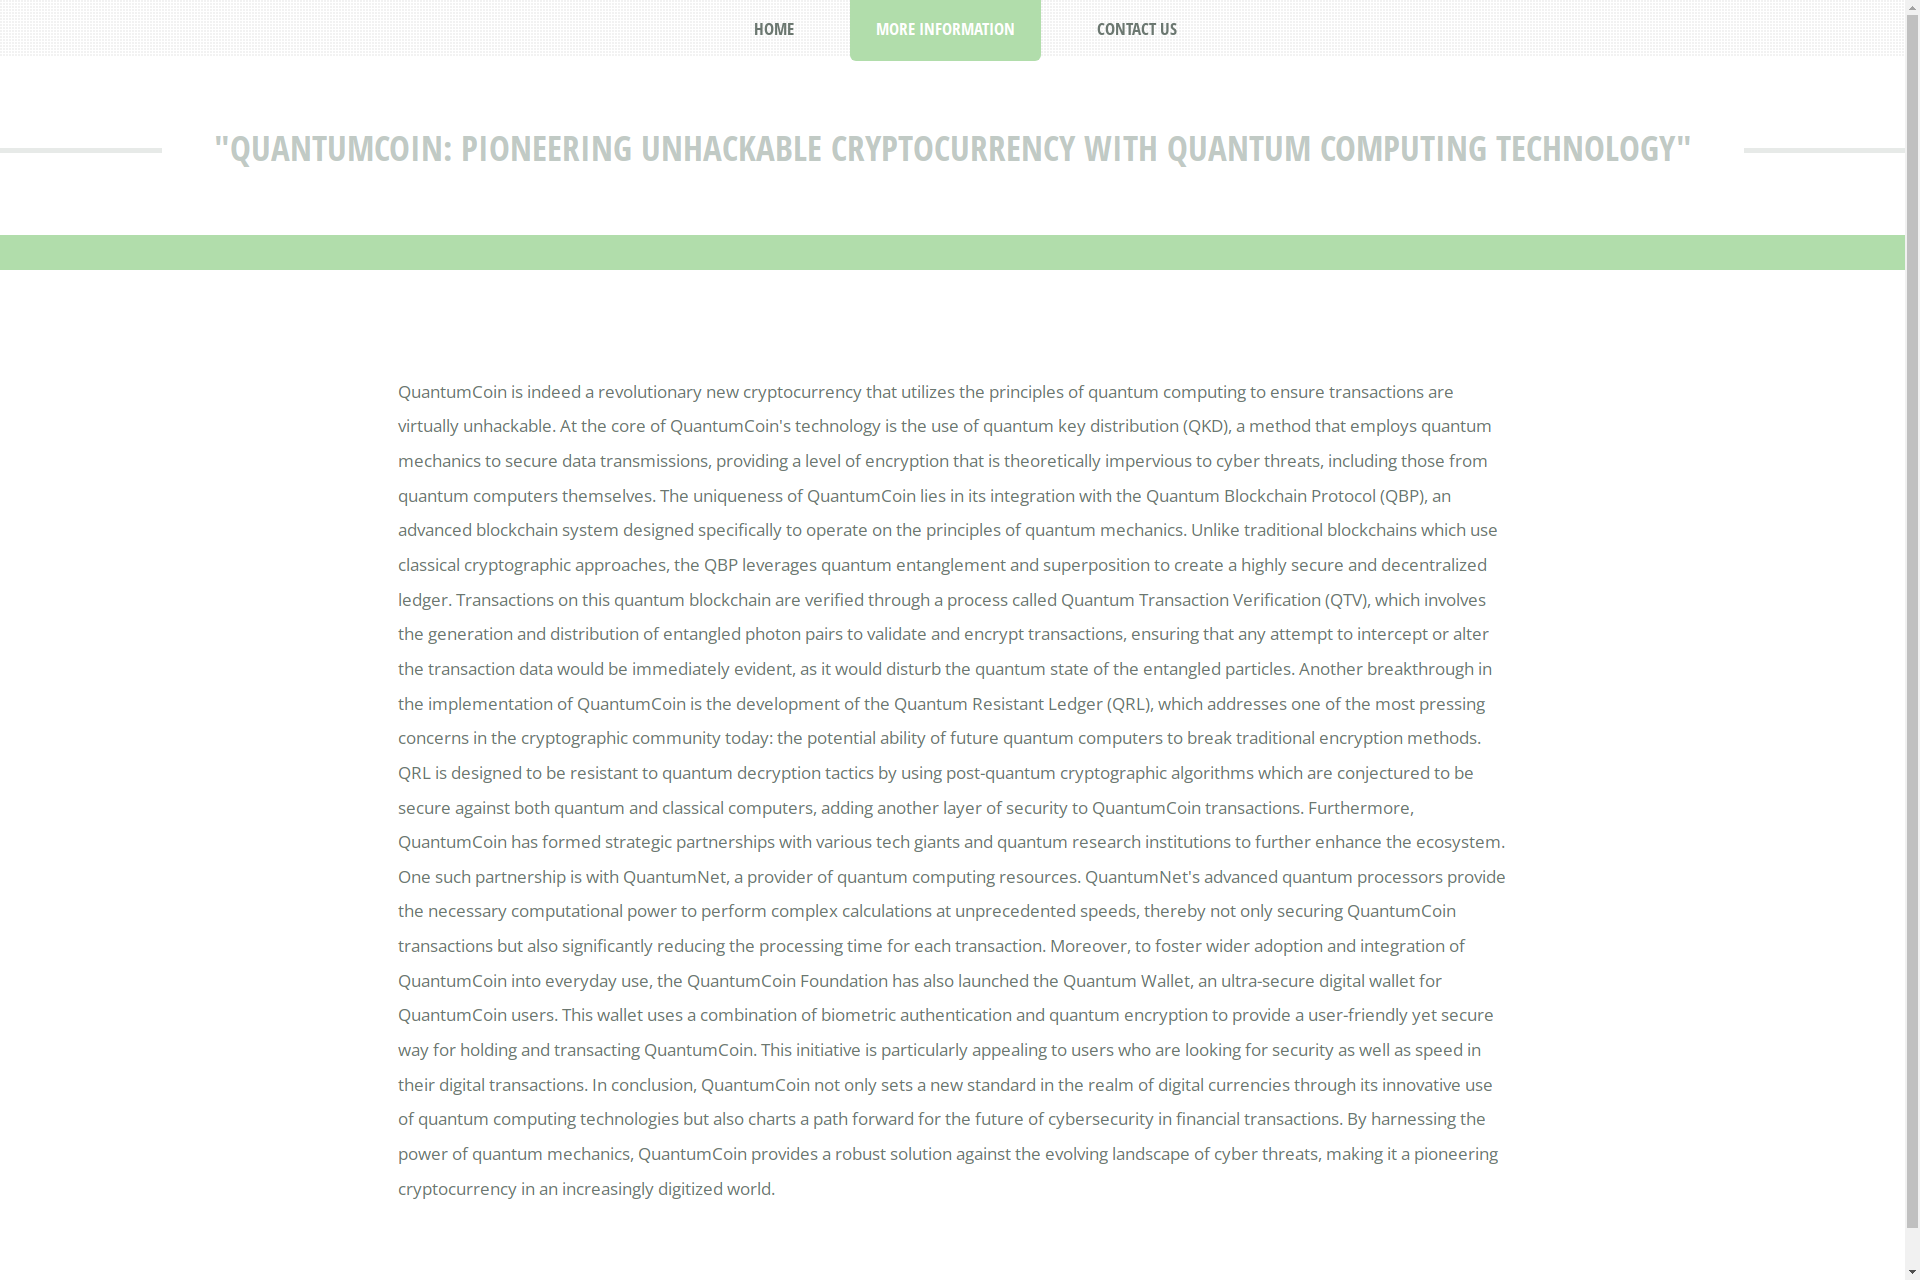 HOME
MORE INFORMATION
CONTACT US
"QUANTUMCOIN: PIONEERING UNHACKABLE CRYPTOCURRENCY WITH QUANTUM COMPUTING TECHNOLOGY"
QuantumCoin is indeed a revolutionary new cryptocurrency that utilizes the principles of quantum computing to ensure transactions are
virtually unhackable. At the core of QuantumCoin's technology is the use of quantum key distribution (QKD), a method that employs quantum
mechanics to secure data transmissions, providing a level of encryption that is theoretically impervious to cyber threats, including those from
quantum computers themselves. The uniqueness of QuantumCoin lies in its integration with the Quantum Blockchain Protocol (QBP), an
advanced blockchain system designed specifically to operate on the principles of quantum mechanics. Unlike traditional blockchains which use
classical cryptographic approaches, the QBP leverages quantum entanglement and superposition to create a highly secure and decentralized
ledger. Transactions on this quantum blockchain are verified through a process called Quantum Transaction Verification (QTV), which involves
the generation and distribution of entangled photon pairs to validate and encrypt transactions, ensuring that any attempt to intercept or alter
the transaction data would be immediately evident, as it would disturb the quantum state of the entangled particles. Another breakthrough in
the implementation of QuantumCoin is the development of the Quantum Resistant Ledger (QRL), which addresses one of the most pressing
concerns in the cryptographic community today: the potential ability of future quantum computers to break traditional encryption methods.
QRL is designed to be resistant to quantum decryption tactics by using post-quantum cryptographic algorithms which are conjectured to be
secure against both quantum and classical computers, adding another layer of security to QuantumCoin transactions. Furthermore,
QuantumCoin has formed strategic partnerships with various tech giants and quantum research institutions to further enhance the ecosystem.
One such partnership is with QuantumNet, a provider of quantum computing resources. QuantumNet's advanced quantum processors provide
the necessary computational power to perform complex calculations at unprecedented speeds, thereby not only securing QuantumCoin
transactions but also significantly reducing the processing time for each transaction. Moreover, to foster wider adoption and integration of
QuantumCoin into everyday use, the QuantumCoin Foundation has also launched the Quantum Wallet, an ultra-secure digital wallet for
QuantumCoin users. This wallet uses a combination of biometric authentication and quantum encryption to provide a user-friendly yet secure
way for holding and transacting QuantumCoin. This initiative is particularly appealing to users who are looking for security as well as speed in
their digital transactions. In conclusion, QuantumCoin not only sets a new standard in the realm of digital currencies through its innovative use
of quantum computing technologies but also charts a path forward for the future of cybersecurity in financial transactions. By harnessing the
power of quantum mechanics, QuantumCoin provides a robust solution against the evolving landscape of cyber threats, making it a pioneering
cryptocurrency in an increasingly digitized world.